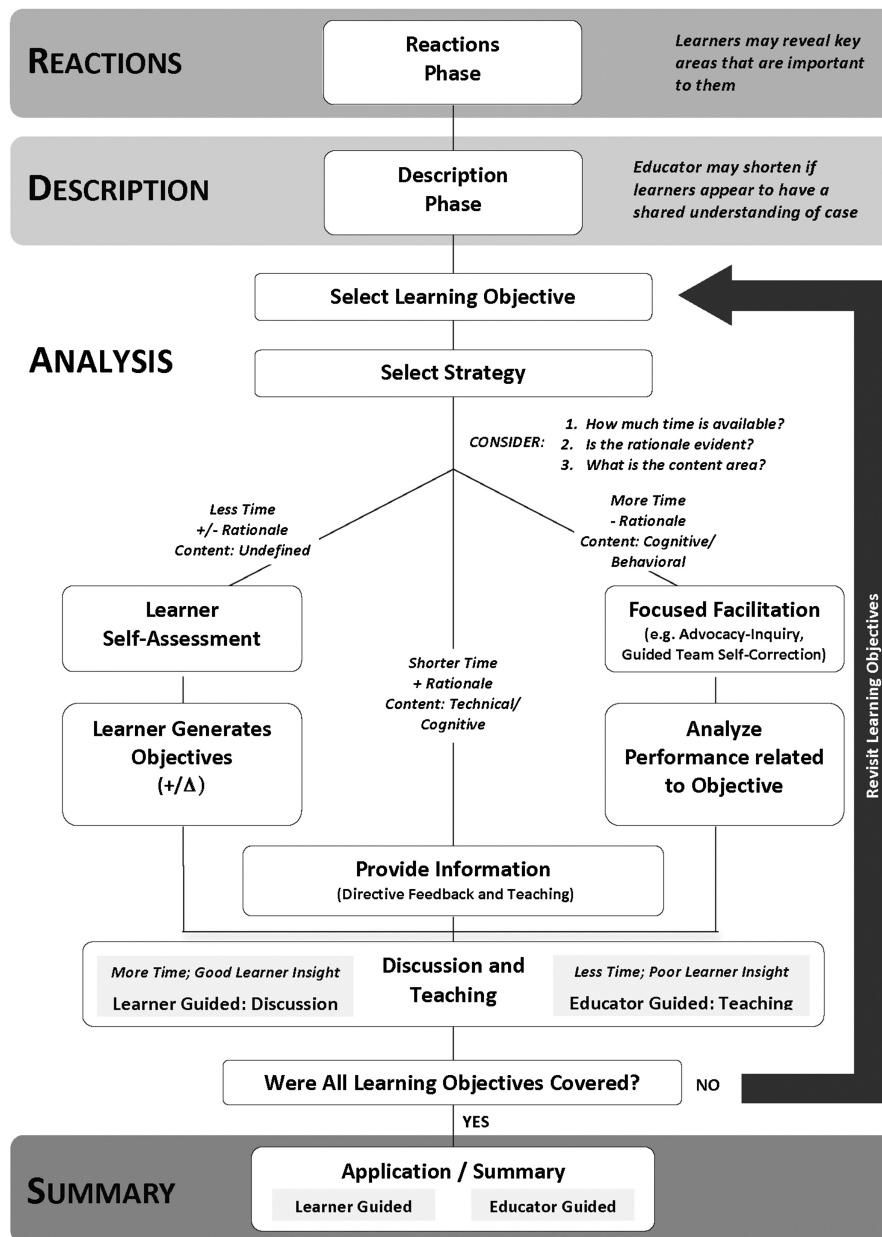 REACTIONS
Reactions
Phase
Learners may reveal key
areas that are important
to them
DESCRIPTION
Description
Phase
Educator may shorten if
learners appear to have a
shared understanding of case
Select Learning Objective
ANALYSIS
Select Strategy
CONSIDER:
1. How much time is available?
2. Is the rationale evident?
3. What is the content area?
Less Time
+/- Rationale
Content: Undefined
More Time
- Rationale
Content: Cognitive/
Behavioral
Learner
Self-Assessment
Focused Facilitation
(e.g. Advocacy-Inquiry,
Guided Team Self-Correction)
Shorter Time
+ Rationale
Content: Technical/
Cognitive
Learner Generates
Objectives
(+/Δ)
Analyze
Performance related
to Objective
Revisit Learning Objectives
Provide Information
(Directive Feedback and Teaching)
Discussion and
Teaching
More Time; Good Learner Insight
Learner Guided: Discussion
Less Time; Poor Learner Insight
Educator Guided: Teaching
Were All Learning Objectives Covered?
NO
YES
SUMMARY
Application / Summary
Learner Guided
Educator Guided